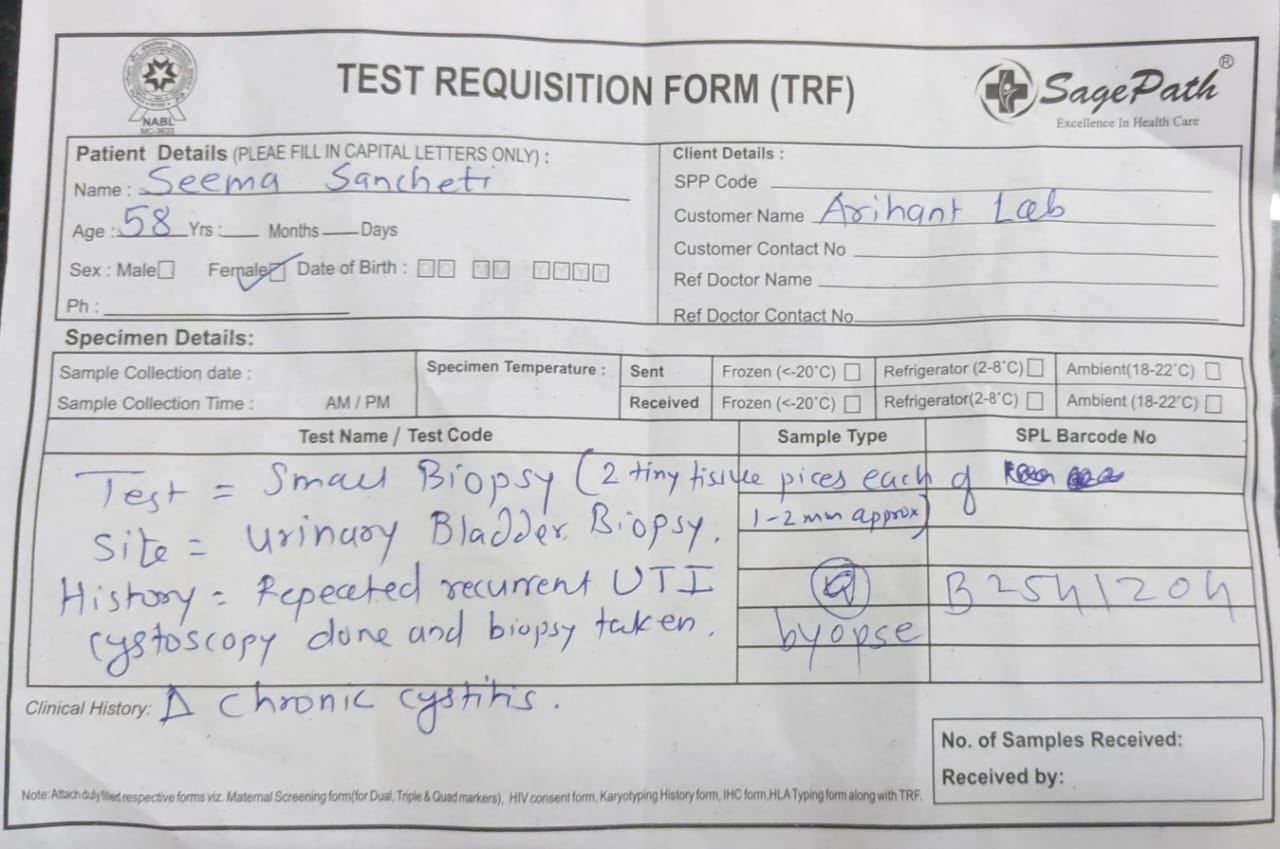 NABL
MC-3633
TEST REQUISITION FORM (TRF)
SagePath®
Excellence In Health Care
Patient Details (PLEAE FILL IN CAPITAL LETTERS ONLY) :
Name : Seema Sancheti
Age : 58 Yrs : Months Days
Sex : Male Female Date of Birth : D D M M Y Y Y Y
Ph :
Client Details :
SPP Code
Customer Name Arihant Lab
Customer Contact No
Ref Doctor Name
Ref Doctor Contact No
Specimen Details:
Sample Collection date :
Sample Collection Time : AM / PM
Specimen Temperature :
Sent Frozen (<-20°C) Refrigerator (2-8°C) Ambient(18-22°C)
Received Frozen (<-20°C) Refrigerator(2-8°C) Ambient (18-22°C)
Test Name / Test Code Sample Type SPL Barcode No
Test = Small Biopsy (2 tiny tissue pices each of
1-2 mm approx)
Site = Urinary Bladder Biopsy.
History = Repeated recurrent UTI
cystoscopy done and biopsy taken.
byopse
B2541204
Clinical History: Δ Chronic cystitis.
No. of Samples Received:
Received by:
Note: Attach duly filled respective forms viz. Maternal Screening form(for Dual, Triple & Quad markers), HIV consent form, Karyotyping History form, IHC form,HLA Typing form along with TRF.